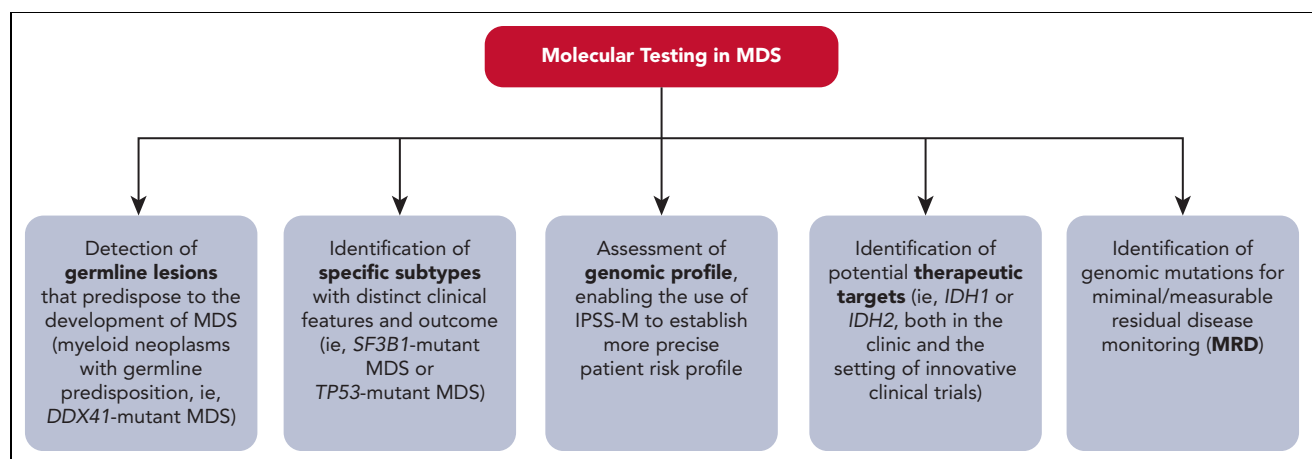 Molecular Testing in MDS
Detection of
germline lesions
that predispose to the
development of MDS
(myeloid neoplasms
with germline
predisposition, ie,
DDX41-mutant MDS)
Identification of
specific subtypes
with distinct clinical
features and outcome
(ie, SF3B1-mutant
MDS or
TP53-mutant MDS)
Assessment of
genomic profile,
enabling the use of
IPSS-M to establish
more precise
patient risk profile
Identification of
potential therapeutic
targets (ie, IDH1 or
IDH2, both in the
clinic and the
setting of innovative
clinical trials)
Identification of
genomic mutations for
miminal/measurable
residual disease
monitoring (MRD)